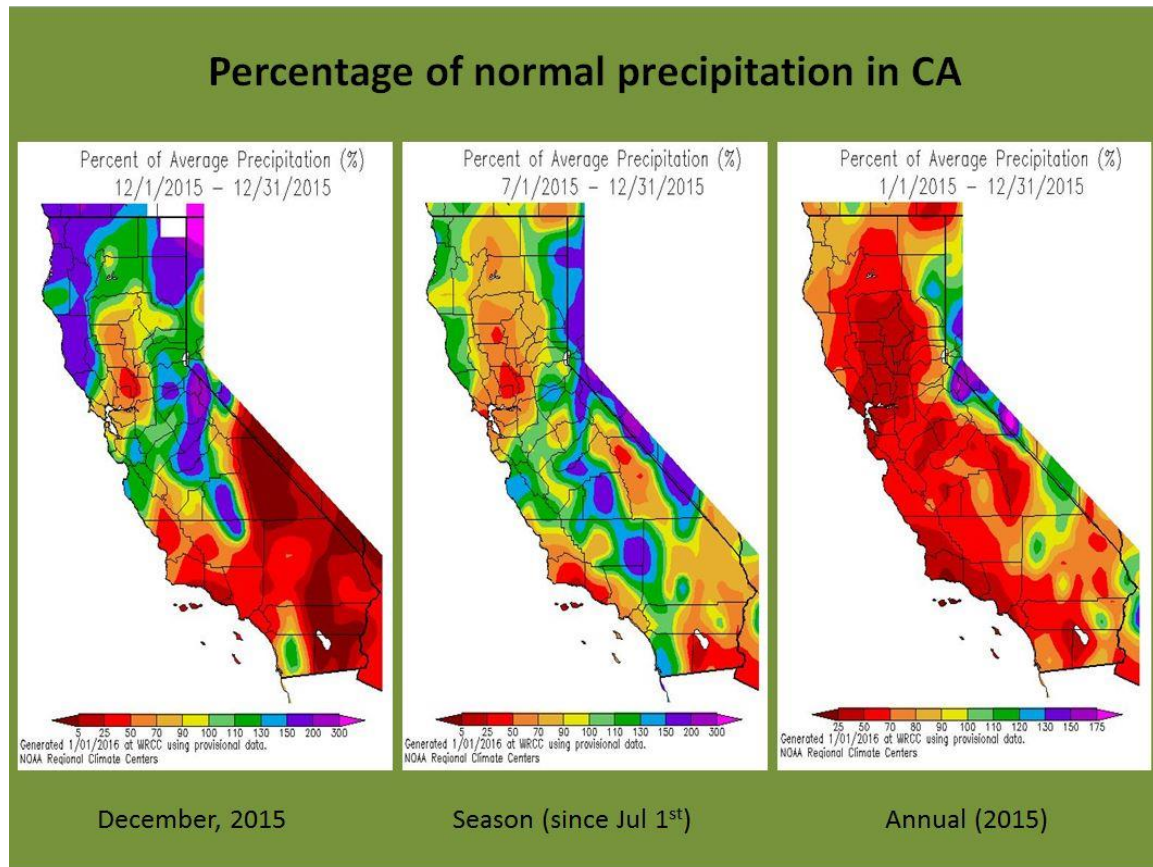 Percentage of normal precipitation in CA
Percent of Average Precipitation (%)
12/1/2015 – 12/31/2015
5 25 50 70 90 100 110 130 150 200 300
Generated 1/01/2016 at WRCC using provisional data.
NOAA Regional Climate Centers
December, 2015
Percent of Average Precipitation (%)
7/1/2015 – 12/31/2015
5 25 50 70 90 100 110 130 150 200 300
Generated 1/01/2016 at WRCC using provisional data.
NOAA Regional Climate Centers
Season (since Jul 1st)
Percent of Average Precipitation (%)
1/1/2015 – 12/31/2015
25 50 70 80 90 100 110 120 130 150 175
Generated 1/01/2016 at WRCC using provisional data.
NOAA Regional Climate Centers
Annual (2015)